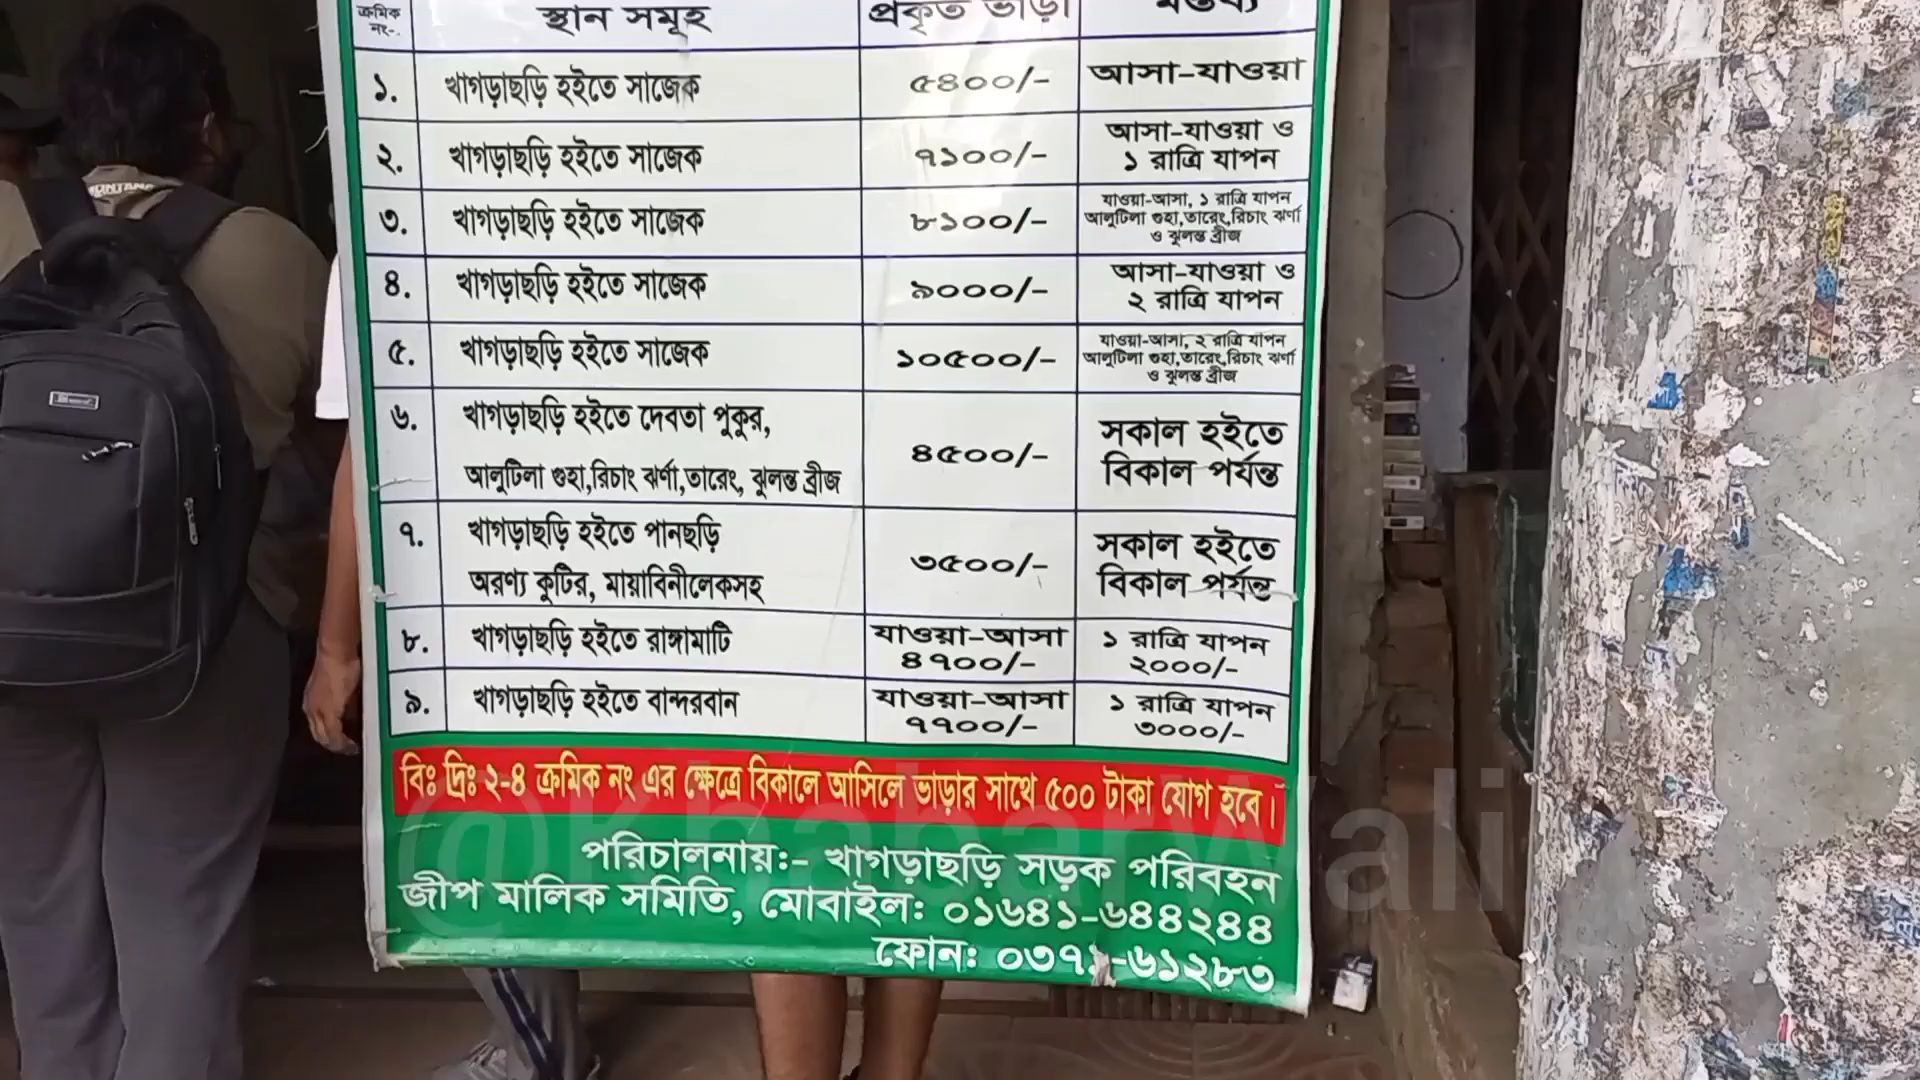 ক্রমিক নং-. স্থান সমূহ প্রকৃত ভাড়া মন্তব্য
১. খাগড়াছড়ি হইতে সাজেক ৫৪০০/- আসা-যাওয়া
২. খাগড়াছড়ি হইতে সাজেক ৭১০০/- আসা-যাওয়া ও
১ রাত্রি যাপন
৩. খাগড়াছড়ি হইতে সাজেক ৮১০০/- যাওয়া-আসা, ১ রাত্রি যাপন
আলুটিলা গুহা,তারেং,রিচাং ঝর্ণা
ও ঝুলন্ত ব্রীজ
৪. খাগড়াছড়ি হইতে সাজেক ৯০০০/- আসা-যাওয়া ও
২ রাত্রি যাপন
৫. খাগড়াছড়ি হইতে সাজেক ১০৫০০/- যাওয়া-আসা, ২ রাত্রি যাপন
আলুটিলা গুহা,তারেং,রিচাং ঝর্ণা
ও ঝুলন্ত ব্রীজ
৬. খাগড়াছড়ি হইতে দেবতা পুকুর,
আলুটিলা গুহা,রিচাং ঝর্ণা,তারেং, ঝুলন্ত ব্রীজ
৪৫০০/- সকাল হইতে
বিকাল পর্যন্ত
৭. খাগড়াছড়ি হইতে পানছড়ি
অরণ্য কুটির, মায়াবিনীলেকসহ
৩৫০০/- সকাল হইতে
বিকাল পর্যন্ত
৮. খাগড়াছড়ি হইতে রাঙ্গামাটি যাওয়া-আসা
৪৭০০/-
১ রাত্রি যাপন
২০০০/-
৯. খাগড়াছড়ি হইতে বান্দরবান যাওয়া-আসা
৭৭০০/-
১ রাত্রি যাপন
৩০০০/-
বিঃ দ্রিঃ ২-৪ ক্রমিক নং এর ক্ষেত্রে বিকালে আসিলে ভাড়ার সাথে ৫০০ টাকা যোগ হবে।
পরিচালনায়ঃ- খাগড়াছড়ি সড়ক পরিবহন
জীপ মালিক সমিতি, মোবাইলঃ ০১৬৪১-৬৪৪২৪৪
ফোনঃ ০৩৭১-৬১২৮৩
@KhabarWali